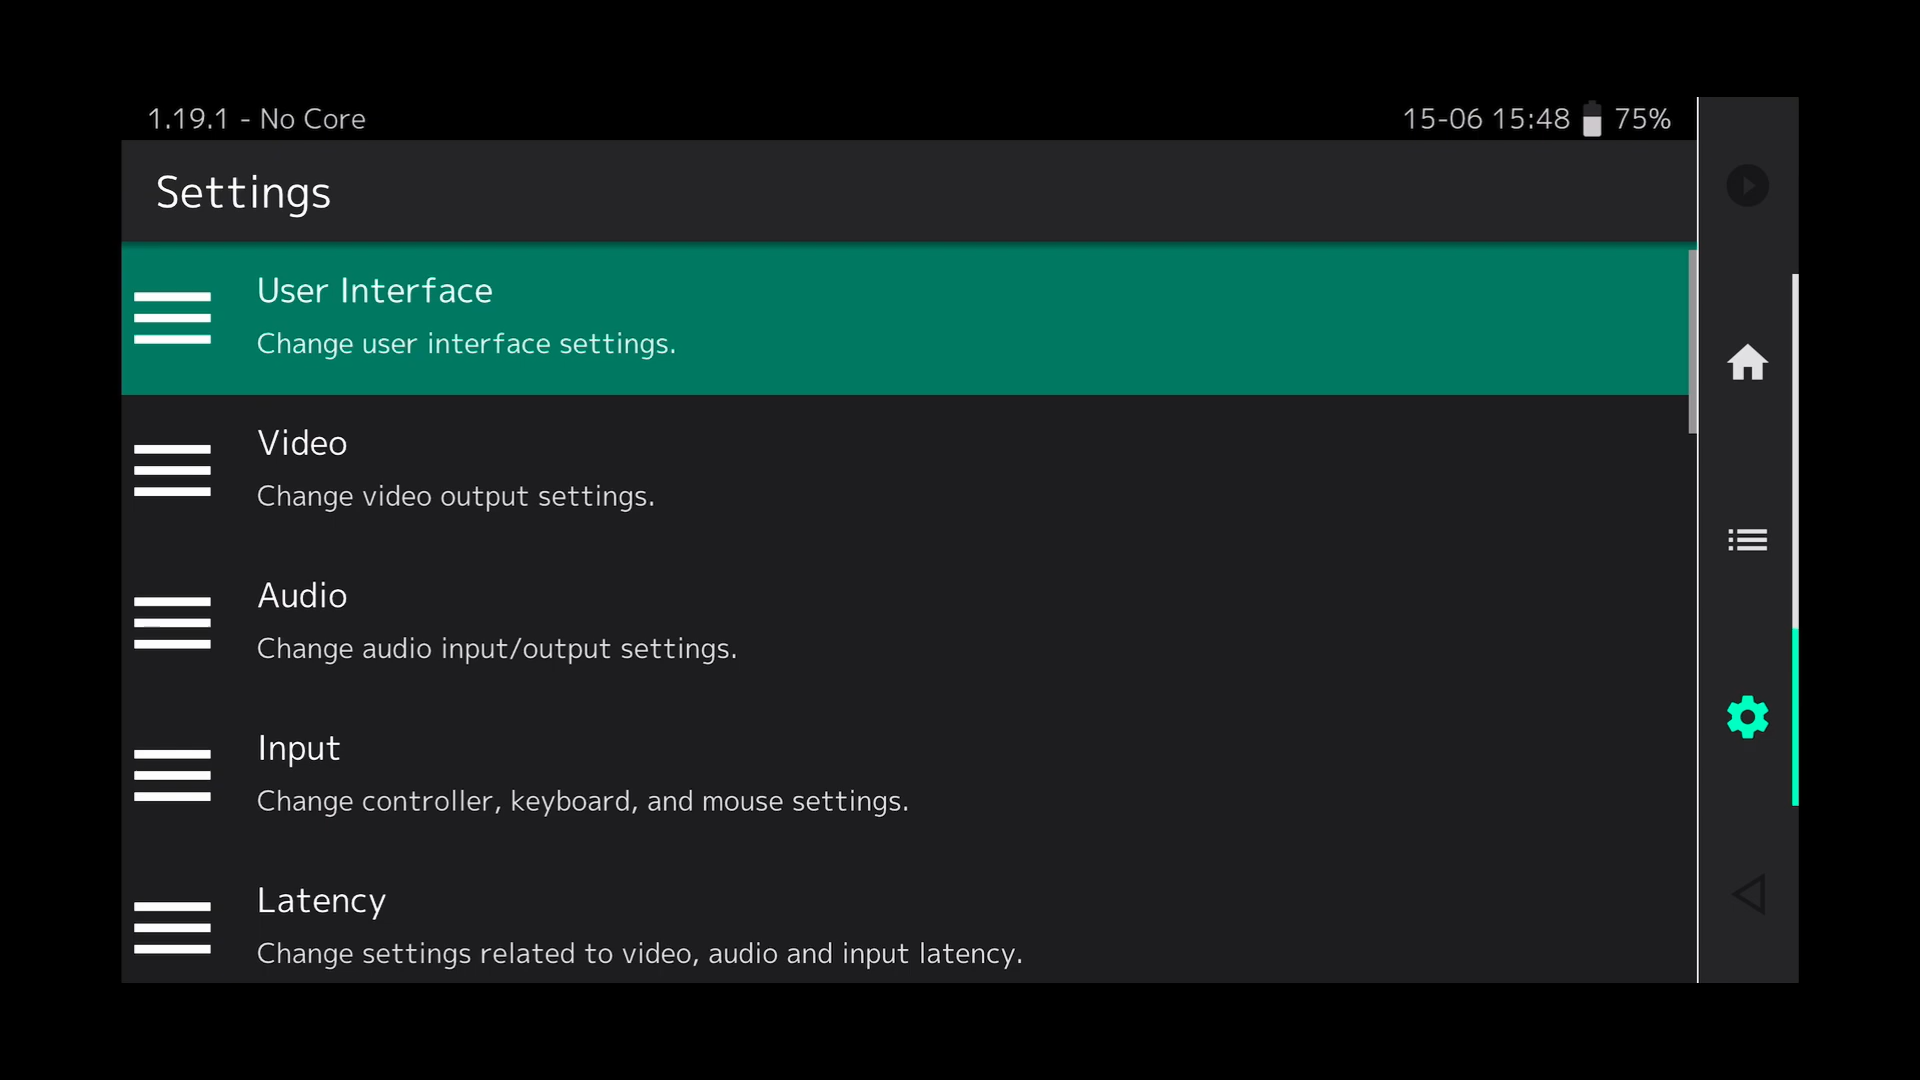 1.19.1 - No Core
15-06 15:48 75%
Settings
User Interface
Change user interface settings.
Video
Change video output settings.
Audio
Change audio input/output settings.
Input
Change controller, keyboard, and mouse settings.
Latency
Change settings related to video, audio and input latency.